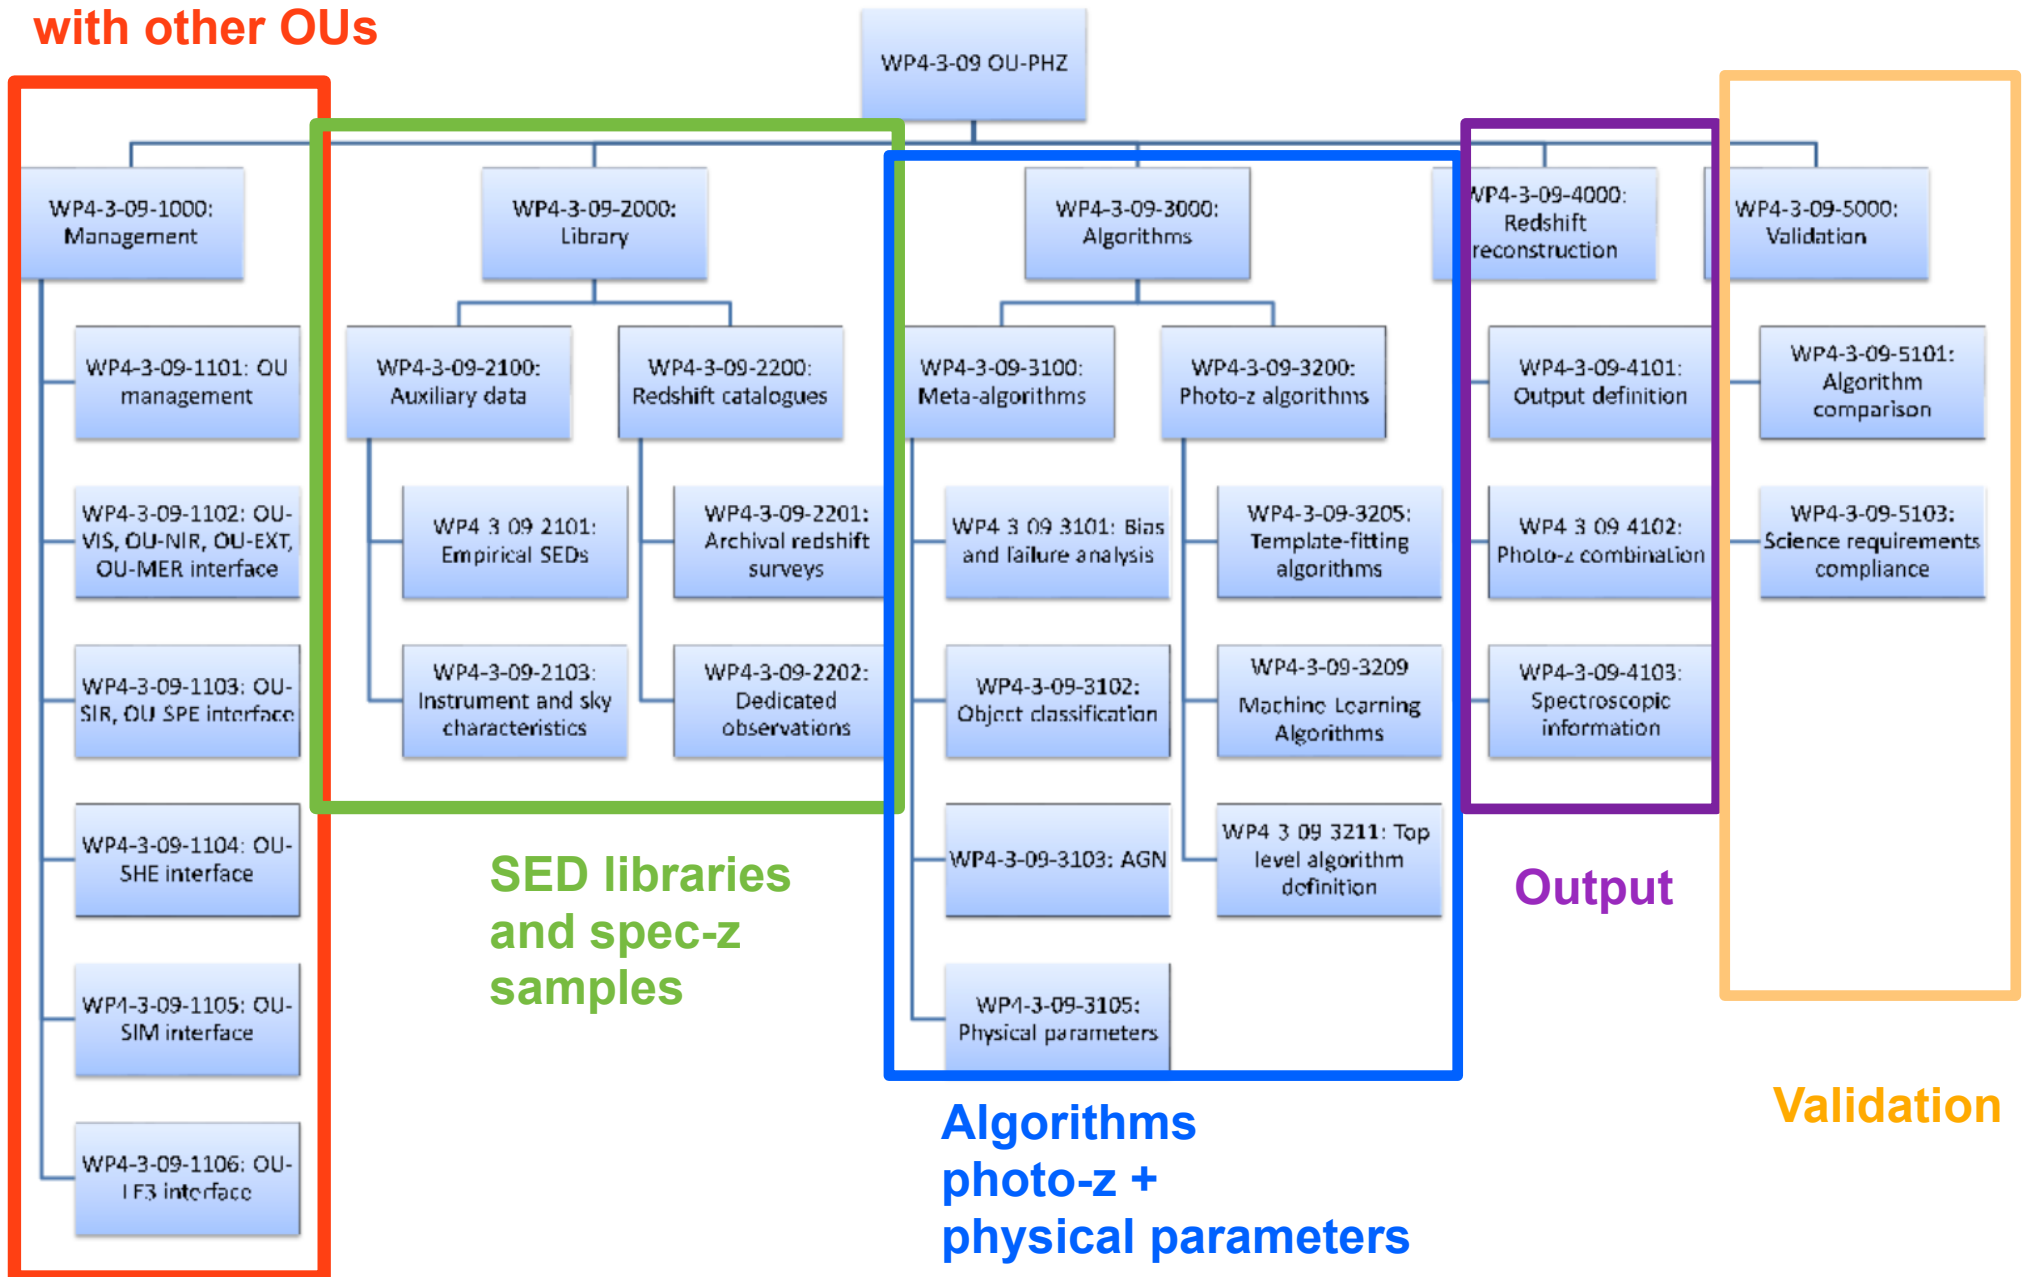 with other OUs
WP4-3-09 OU-PHZ
WP4-3-09-1000:
Management
WP4-3-09-1101: OU
management
WP4-3-09-1102: OU-
VIS, OU-NIR, OU-EXT,
OU-MER interface
WP4-3-09-1103: OU-
SIR, OU SPE interface
WP4-3-09-1104: OU-
SHE interface
WP4-3-09-1105: OU-
SIM interface
WP4-3-09-1106: OU-
LE3 interface
WP4-3-09-2000:
Library
WP4-3-09-2100:
Auxiliary data
WP4 3 09 2101:
Empirical SEDs
WP4-3-09-2103:
Instrument and sky
characteristics
WP4-3-09-2200:
Redshift catalogues
WP4-3-09-2201:
Archival redshift
surveys
WP4-3-09-2202:
Dedicated
observations
SED libraries
and spec-z
samples
WP4-3-09-3000:
Algorithms
WP4-3-09-3100:
Meta-algorithms
WP4 3 09 3101: Bias
and failure analysis
WP4-3-09-3102:
Object classification
WP4-3-09-3103: AGN
WP4-3-09-3105:
Physical parameters
WP4-3-09-3200:
Photo-z algorithms
WP4-3-09-3205:
Template-fitting
algorithms
WP4-3-09-3209
Machine Learning
Algorithms
WP4 3 09 3211: Top
level algorithm
definition
Algorithms
photo-z +
physical parameters
WP4-3-09-4000:
Redshift
reconstruction
WP4-3-09-4101:
Output definition
WP4 3 09 4102:
Photo-z combination
WP4-3-09-4103:
Spectroscopic
information
Output
WP4-3-09-5000:
Validation
WP4-3-09-5101:
Algorithm
comparison
WP4-3-09-5103:
Science requirements
compliance
Validation